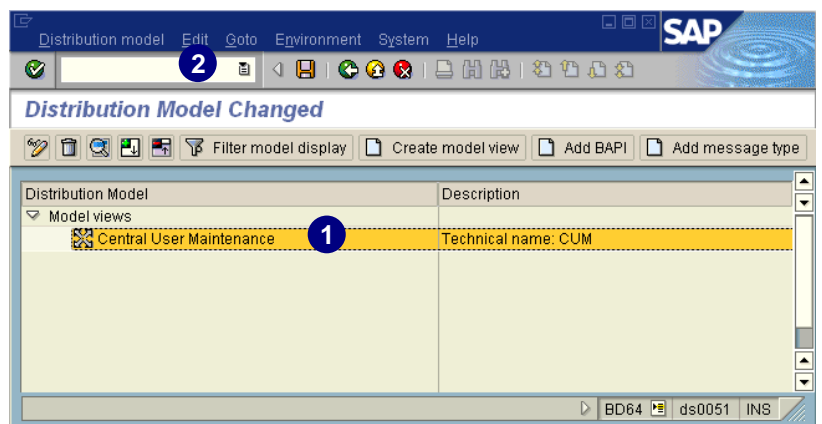 Distribution model Edit Goto Environment System Help
SAP
2
Distribution Model Changed
Filter model display Create model view Add BAPI Add message type
Distribution Model Description
Model views
Central User Maintenance 1 Technical name: CUM
BD64 ds0051 INS